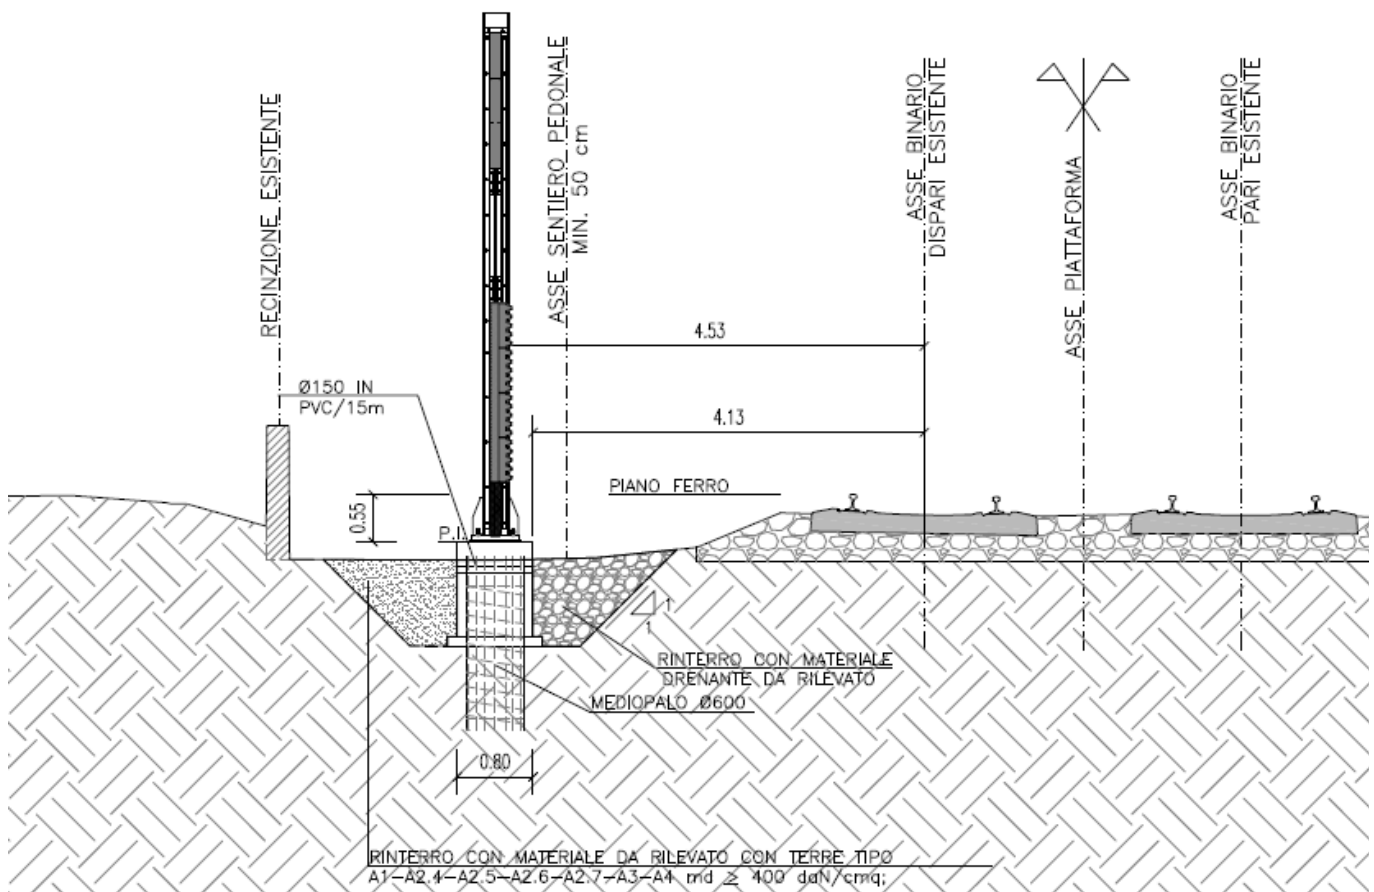 RECINZIONE ESISTENTE
ASSE SENTIERO PEDONALE
MIN. 50 cm
ASSE BINARIO
DISPARI ESISTENTE
ASSE PIATTAFORMA
ASSE BINARIO
PARI ESISTENTE
4.53
Ø150 IN
PVC/15m
4.13
PIANO FERRO
0.55
P.I.
1
1
RINTERRO CON MATERIALE
DRENANTE DA RILEVATO
MEDIOPALO Ø600
0.80
RINTERRO CON MATERIALE DA RILEVATO CON TERRE TIPO
A1-A2.4-A2.5-A2.6-A2.7-A3-A4 md ≥ 400 daN/cmq;